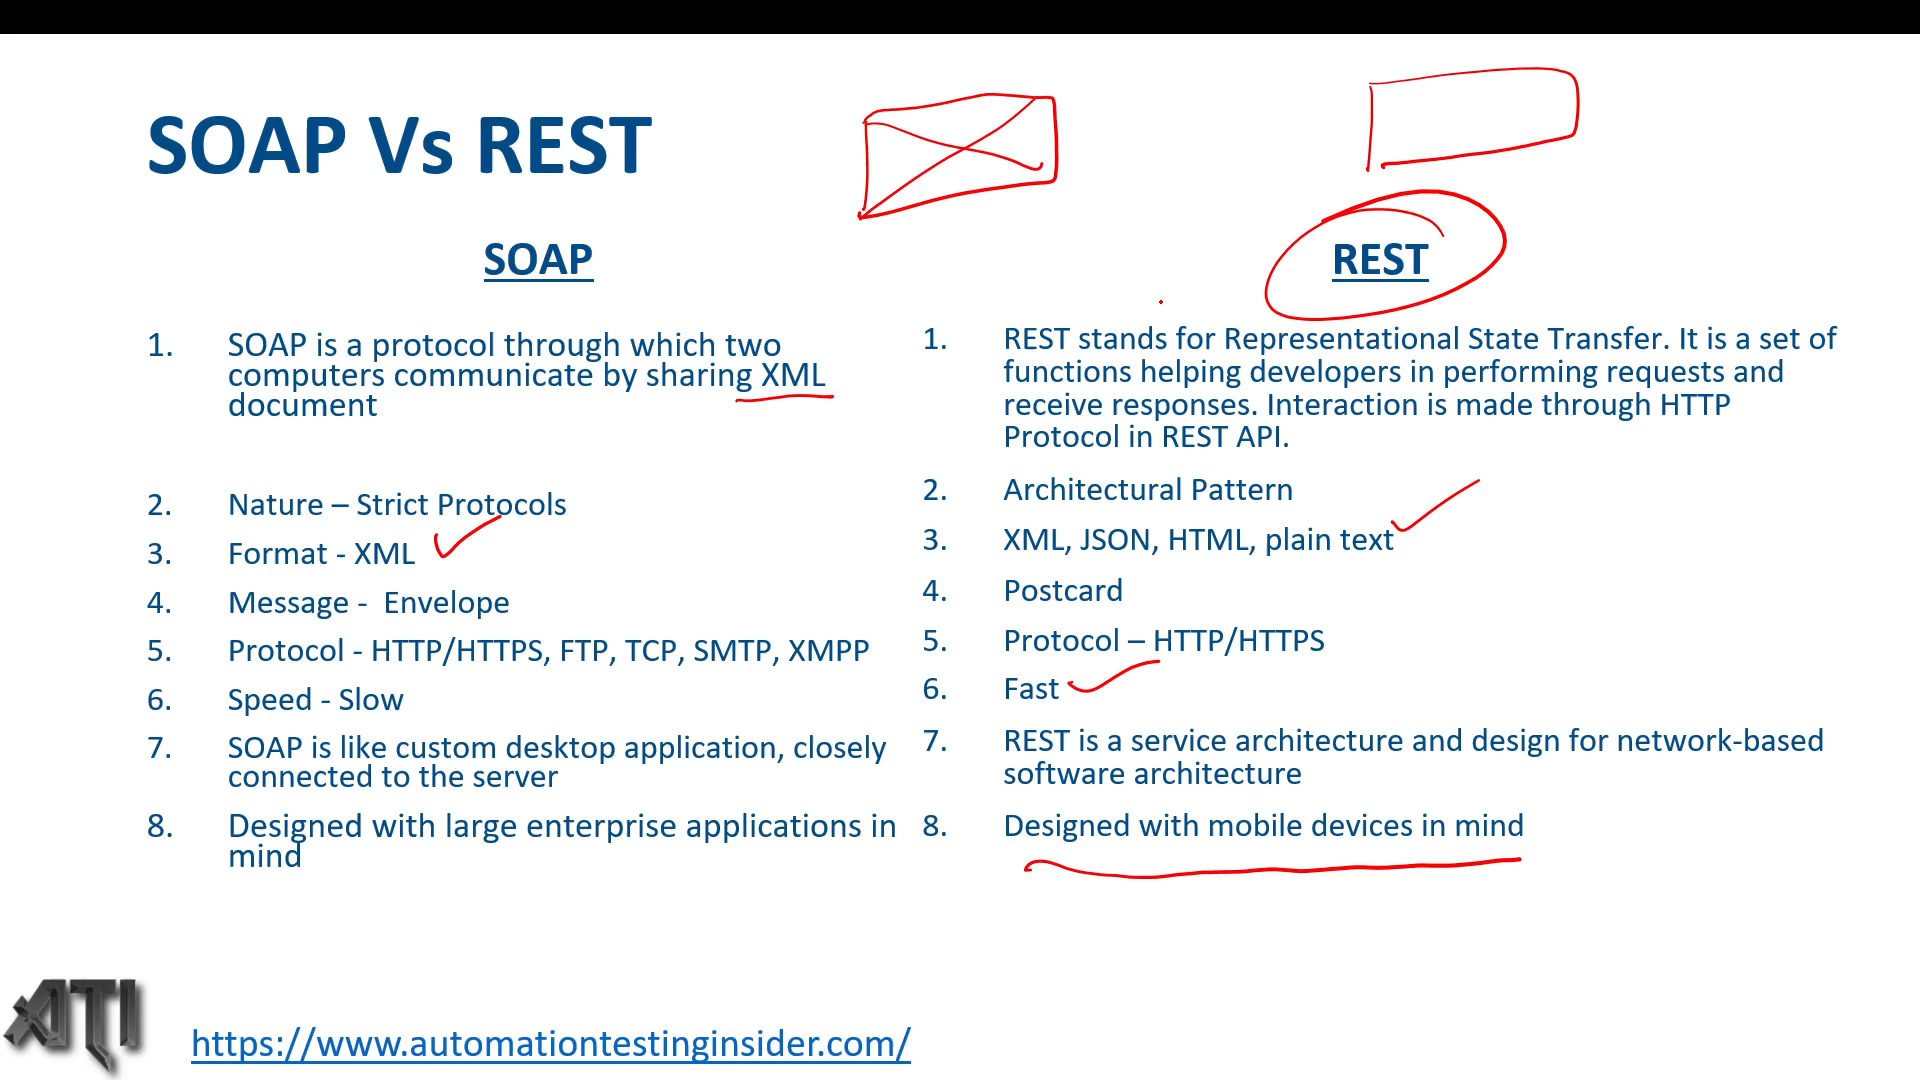 SOAP Vs REST
SOAP
1. SOAP is a protocol through which two
computers communicate by sharing XML
document
2. Nature – Strict Protocols
3. Format - XML
4. Message -  Envelope
5. Protocol - HTTP/HTTPS, FTP, TCP, SMTP, XMPP
6. Speed - Slow
7. SOAP is like custom desktop application, closely
connected to the server
8. Designed with large enterprise applications in
mind
REST
1. REST stands for Representational State Transfer. It is a set of
functions helping developers in performing requests and
receive responses. Interaction is made through HTTP
Protocol in REST API.
2. Architectural Pattern
3. XML, JSON, HTML, plain text
4. Postcard
5. Protocol – HTTP/HTTPS
6. Fast
7. REST is a service architecture and design for network-based
software architecture
8. Designed with mobile devices in mind
ATI
https://www.automationtestinginsider.com/